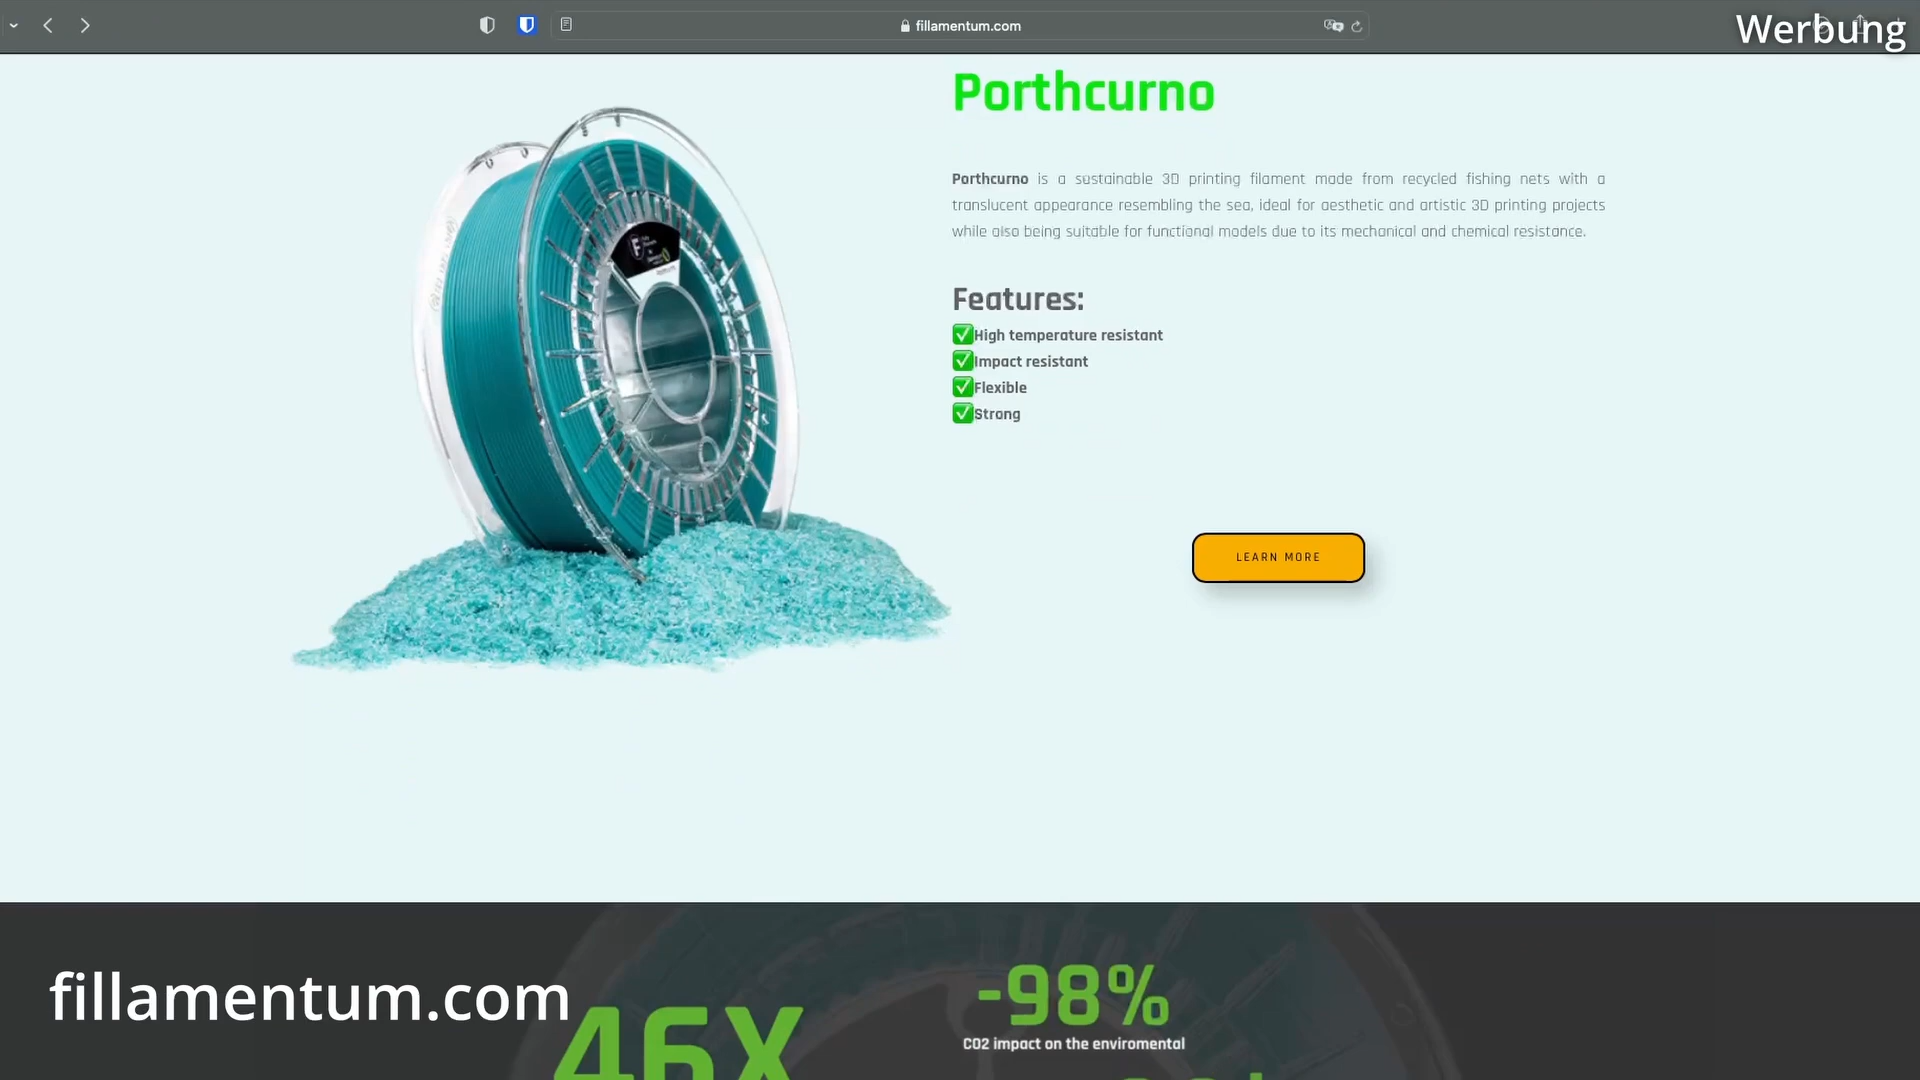 fillamentum.com
Werbung
Porthcurno
Porthcurno is a sustainable 3D printing filament made from recycled fishing nets with a
translucent appearance resembling the sea, ideal for aesthetic and artistic 3D printing projects
while also being suitable for functional models due to its mechanical and chemical resistance.
Features:
✅High temperature resistant
✅Impact resistant
✅Flexible
✅Strong
LEARN MORE
fillamentum.com
46X
-98%
CO2 impact on the enviromental